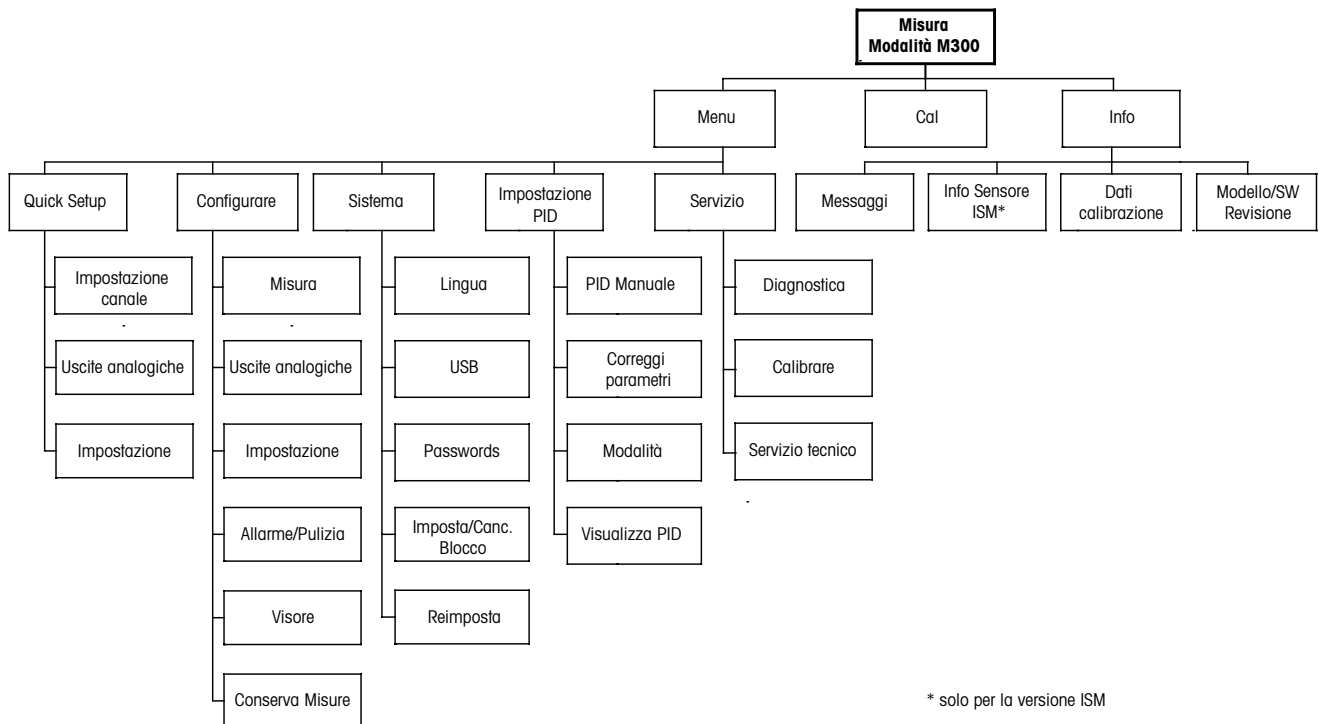 Misura
Modalità M300
Menu
Cal
Info
Quick Setup
Configurare
Sistema
Impostazione
PID
Servizio
Messaggi
Info Sensore
ISM*
Dati
calibrazione
Modello/SW
Revisione
Impostazione
canale
Misura
Lingua
PID Manuale
Diagnostica
Uscite analogiche
Uscite analogiche
USB
Correggi
parametri
Calibrare
Impostazione
Impostazione
Passwords
Modalità
Servizio tecnico
Allarme/Pulizia
Imposta/Canc.
Blocco
Visualizza PID
Visore
Reimposta
Conserva Misure
* solo per la versione ISM